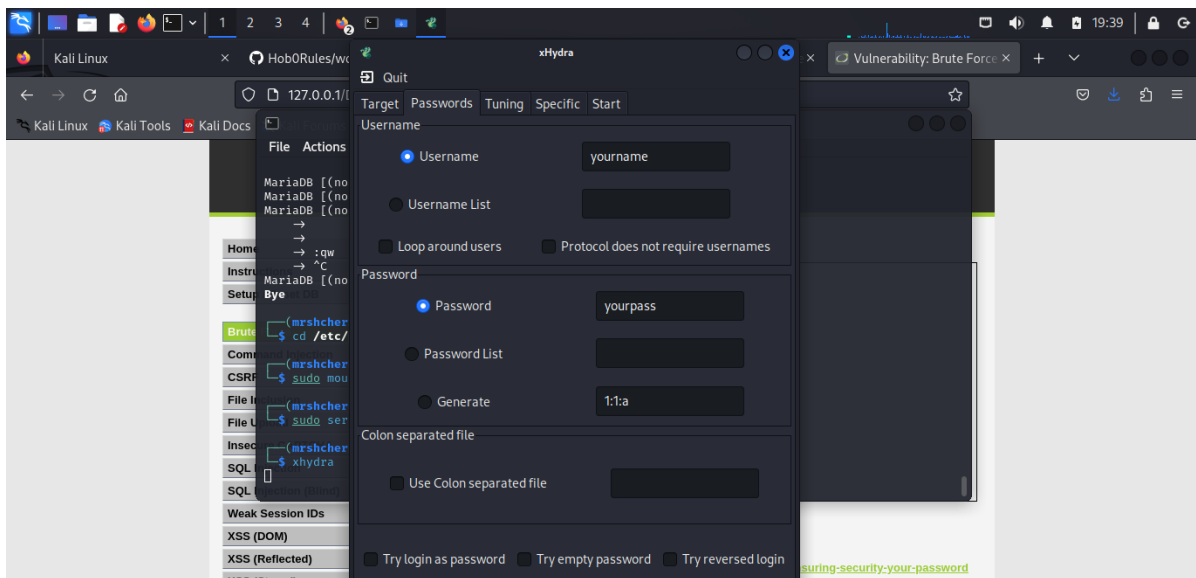 1 2 3 4
19:39
Kali Linux
Hob0Rules/wo
xHydra
Vulnerability: Brute Force
127.0.0.1/
Quit
Kali Linux
Kali Tools
Kali Docs
Target Passwords Tuning Specific Start
Username
File Actions
Username
yourname
MariaDB [(no
MariaDB [(no
MariaDB [(no
→
→
→ :qw
→ ^C
MariaDB [(no
Bye
Username List
Loop around users
Protocol does not require usernames
Password
Password
yourpass
┌──(mrshcher
└─$ cd /etc/
Password List
┌──(mrshcher
└─$ sudo mou
Generate
1:1:a
┌──(mrshcher
└─$ sudo ser
Colon separated file
┌──(mrshcher
└─$ xhydra
Use Colon separated file
Try login as password
Try empty password
Try reversed login
Home
Instru
Setup
Brute
Com
CSRF
File I
File U
Insec
SQL I
SQL
Weak Session IDs
XSS (DOM)
XSS (Reflected)
suring-security-your-password